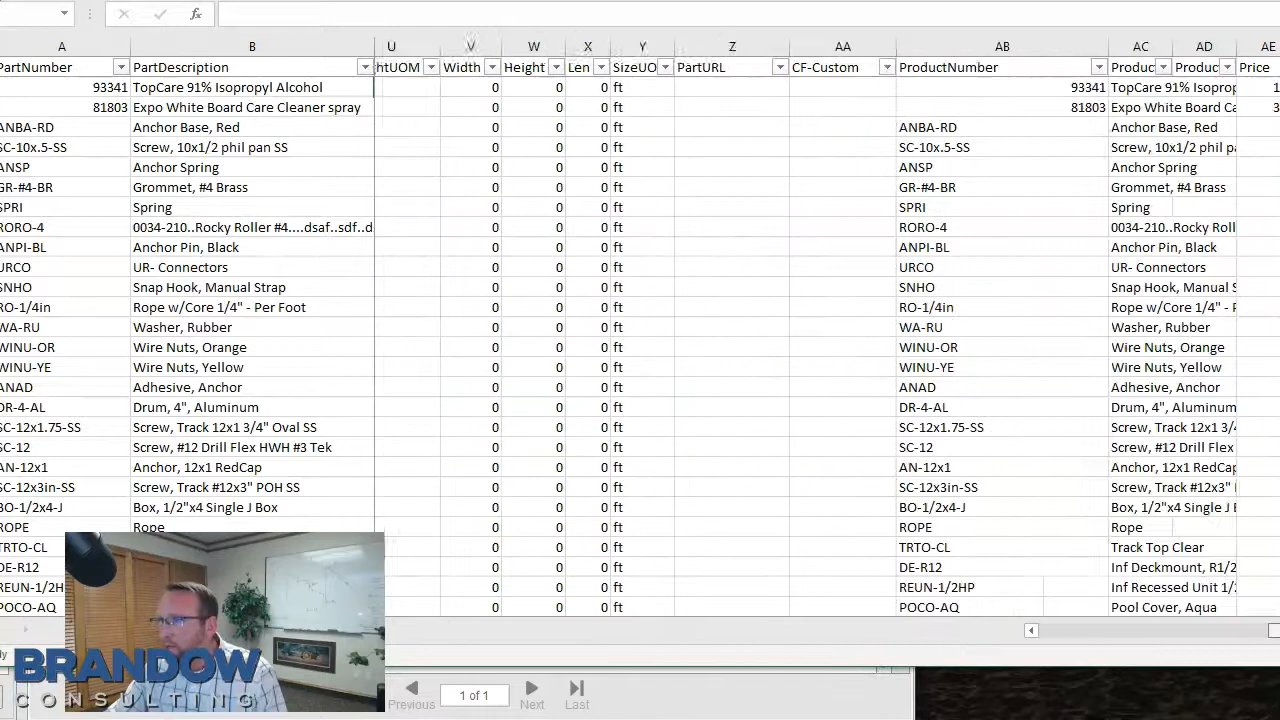 A B U V W X Y Z AA AB AC AD AE
PartNumber PartDescription htUOM Width Height Len SizeUO PartURL CF-Custom ProductNumber Produc Produc Price
93341 TopCare 91% Isopropyl Alcohol 0 0 0 ft 93341 TopCare 91% Isoprop 1
81803 Expo White Board Care Cleaner spray 0 0 0 ft 81803 Expo White Board Ca 3
ANBA-RD Anchor Base, Red 0 0 0 ft ANBA-RD Anchor Base, Red
SC-10x.5-SS Screw, 10x1/2 phil pan SS 0 0 0 ft SC-10x.5-SS Screw, 10x1/2 phil pa
ANSP Anchor Spring 0 0 0 ft ANSP Anchor Spring
GR-#4-BR Grommet, #4 Brass 0 0 0 ft GR-#4-BR Grommet, #4 Brass
SPRI Spring 0 0 0 ft SPRI Spring
RORO-4 0034-210..Rocky Roller #4....dsaf..sdf..d 0 0 0 ft RORO-4 0034-210..Rocky Roll
ANPI-BL Anchor Pin, Black 0 0 0 ft ANPI-BL Anchor Pin, Black
URCO UR- Connectors 0 0 0 ft URCO UR- Connectors
SNHO Snap Hook, Manual Strap 0 0 0 ft SNHO Snap Hook, Manual S
RO-1/4in Rope w/Core 1/4" - Per Foot 0 0 0 ft RO-1/4in Rope w/Core 1/4" - P
WA-RU Washer, Rubber 0 0 0 ft WA-RU Washer, Rubber
WINU-OR Wire Nuts, Orange 0 0 0 ft WINU-OR Wire Nuts, Orange
WINU-YE Wire Nuts, Yellow 0 0 0 ft WINU-YE Wire Nuts, Yellow
ANAD Adhesive, Anchor 0 0 0 ft ANAD Adhesive, Anchor
DR-4-AL Drum, 4", Aluminum 0 0 0 ft DR-4-AL Drum, 4", Aluminum
SC-12x1.75-SS Screw, Track 12x1 3/4" Oval SS 0 0 0 ft SC-12x1.75-SS Screw, Track 12x1 3/4
SC-12 Screw, #12 Drill Flex HWH #3 Tek 0 0 0 ft SC-12 Screw, #12 Drill Flex
AN-12x1 Anchor, 12x1 RedCap 0 0 0 ft AN-12x1 Anchor, 12x1 RedCap
SC-12x3in-SS Screw, Track #12x3" POH SS 0 0 0 ft SC-12x3in-SS Screw, Track #12x3"
BO-1/2x4-J Box, 1/2"x4 Single J Box 0 0 0 ft BO-1/2x4-J Box, 1/2"x4 Single J B
ROPE Rope 0 0 0 ft ROPE Rope
TRTO-CL 0 0 0 ft TRTO-CL Track Top Clear
DE-R12 0 0 0 ft DE-R12 Inf Deckmount, R1/2
REUN-1/2H 0 0 0 ft REUN-1/2HP Inf Recessed Unit 1/2
POCO-AQ 0 0 0 ft POCO-AQ Pool Cover, Aqua
BRANDOW
CONSULTING
Previous 1 of 1 Next Last